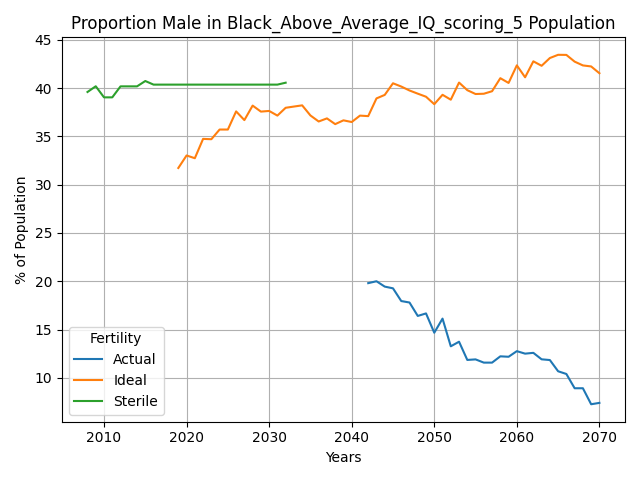 Proportion Male in Black_Above_Average_IQ_scoring_5 Population
% of Population
45
40
35
30
25
20
15
10
Fertility
Actual
Ideal
Sterile
2010 2020 2030 2040 2050 2060 2070
Years